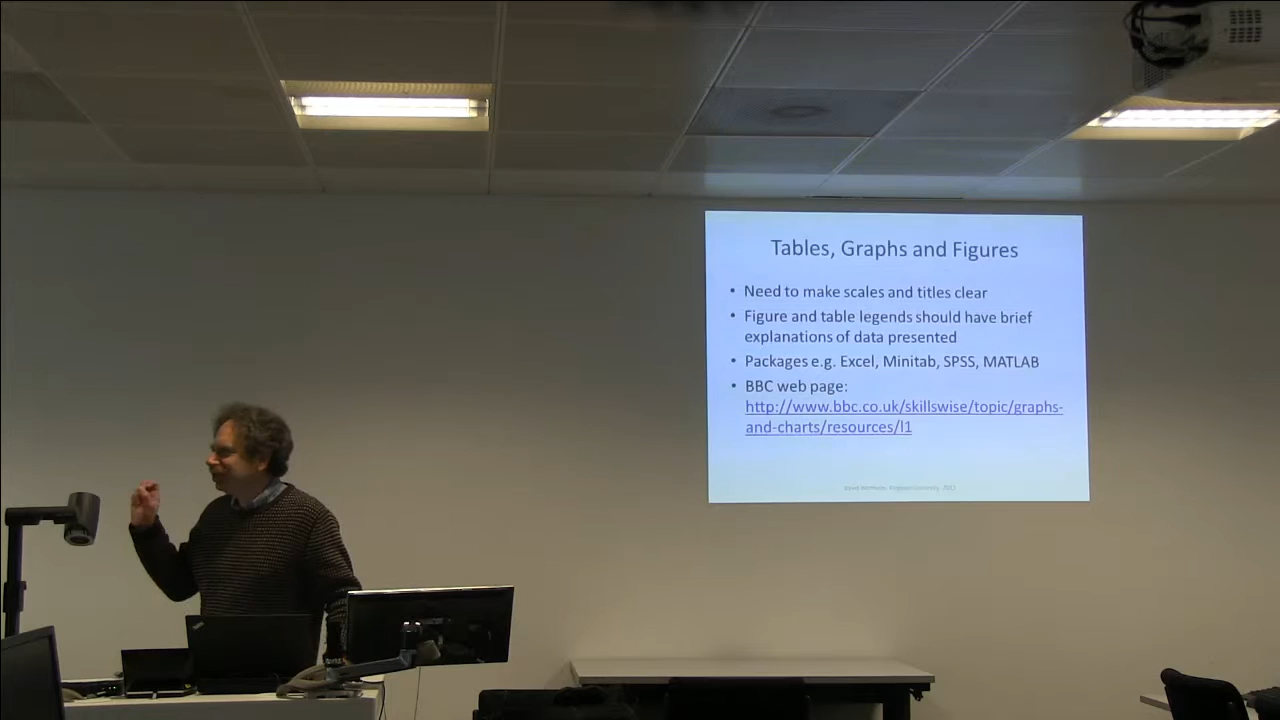 Tables, Graphs and Figures
• Need to make scales and titles clear
• Figure and table legends should have brief
explanations of data presented
• Packages e.g. Excel, Minitab, SPSS, MATLAB
• BBC web page:
http://www.bbc.co.uk/skillswise/topic/graphs-
and-charts/resources/l1